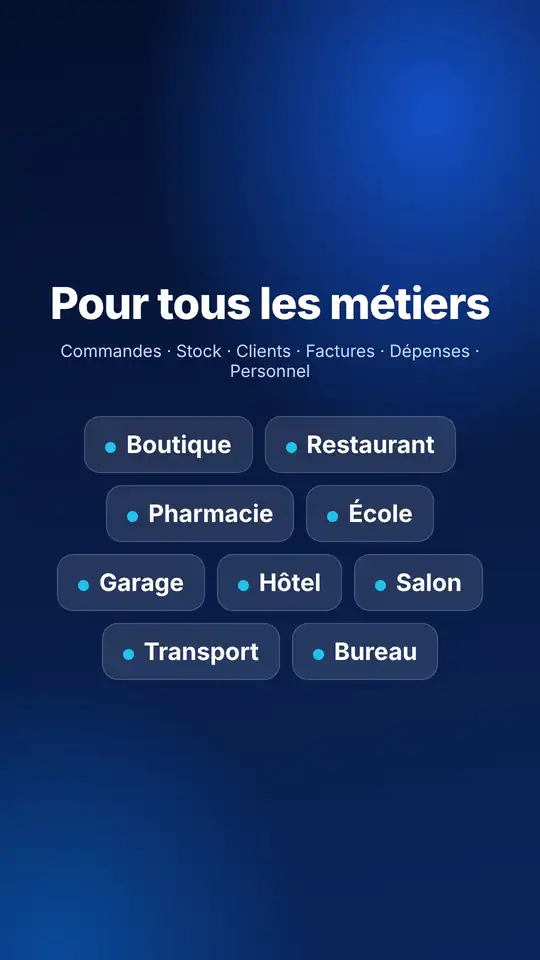 Pour tous les métiers
Commandes · Stock · Clients · Factures · Dépenses ·
Personnel
Boutique
Restaurant
Pharmacie
École
Garage
Hôtel
Salon
Transport
Bureau